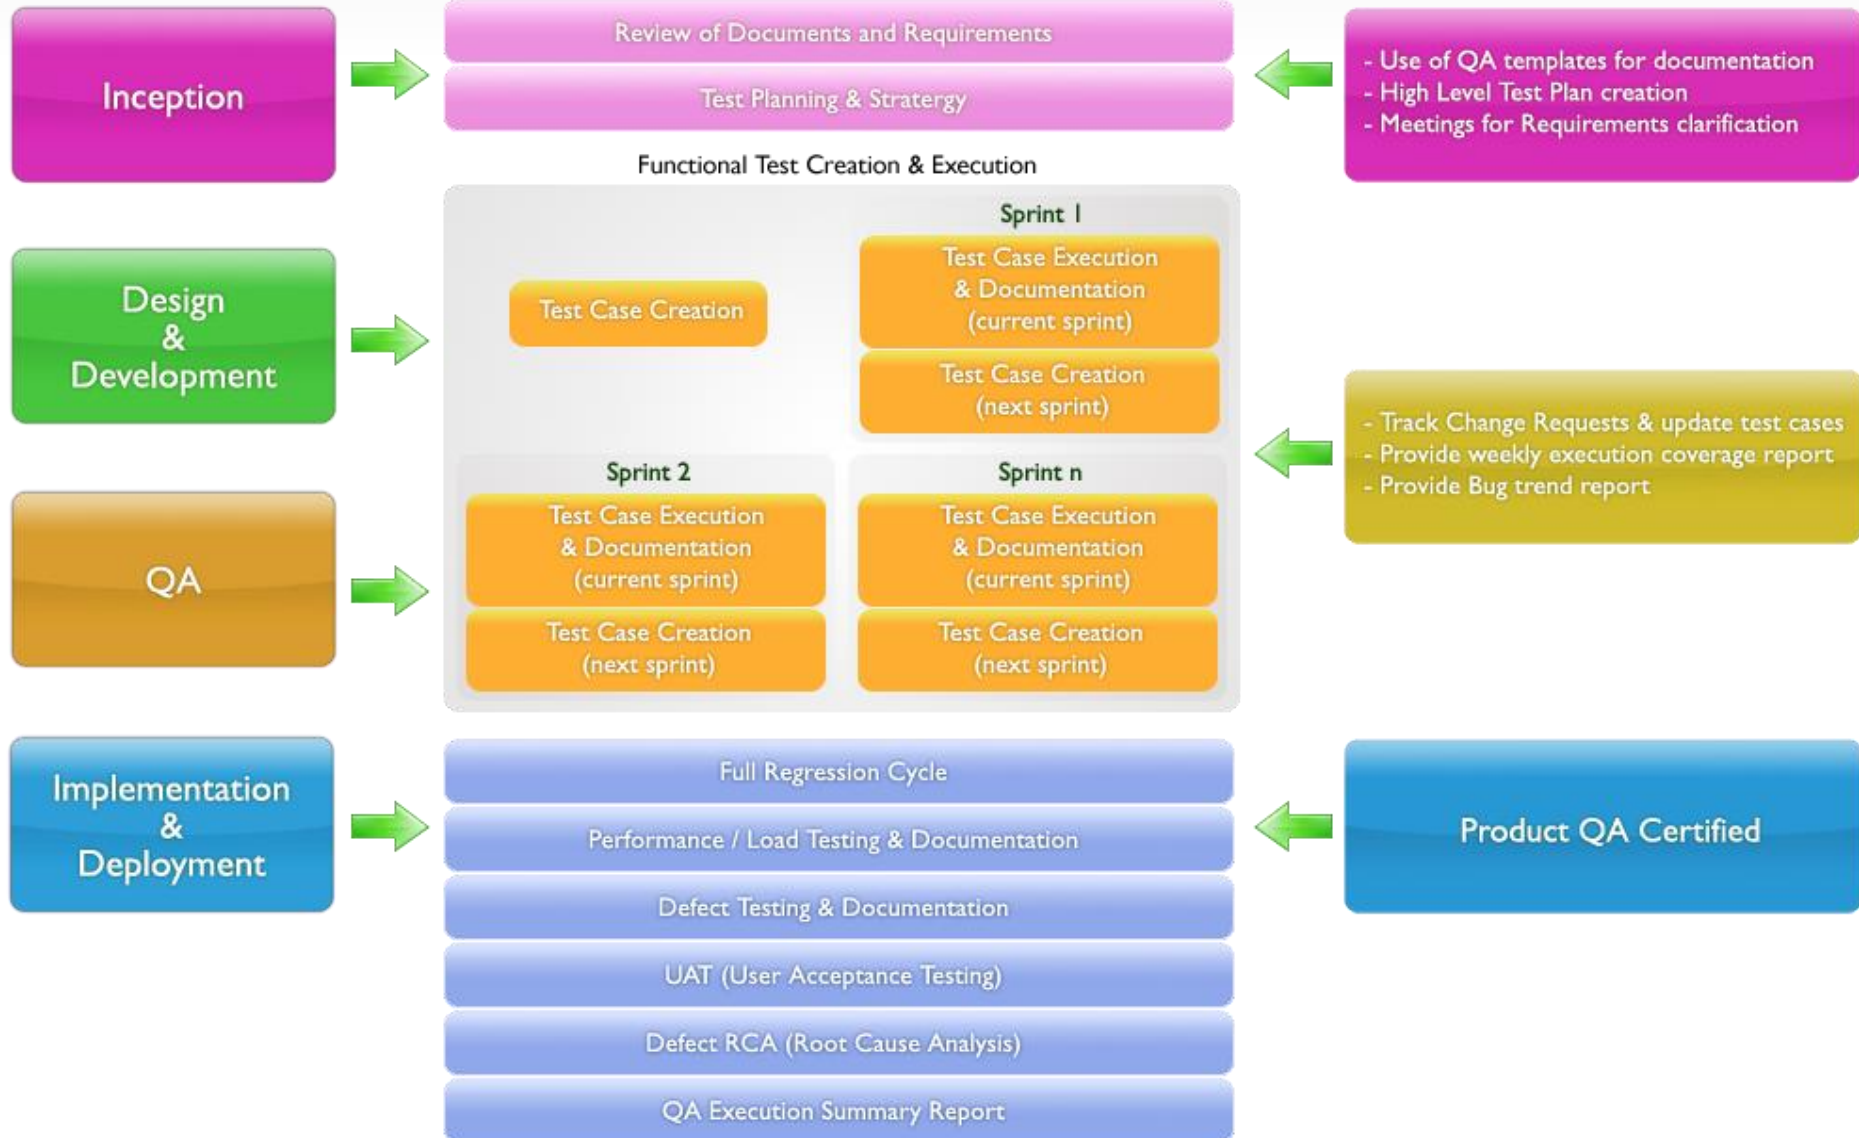 Inception
Review of Documents and Requirements
Test Planning & Stratergy
- Use of QA templates for documentation
- High Level Test Plan creation
- Meetings for Requirements clarification
Functional Test Creation & Execution
Design
&
Development
Test Case Creation
Sprint 1
Test Case Execution
& Documentation
(current sprint)
Test Case Creation
(next sprint)
- Track Change Requests & update test cases
- Provide weekly execution coverage report
- Provide Bug trend report
QA
Sprint 2
Test Case Execution
& Documentation
(current sprint)
Test Case Creation
(next sprint)
Sprint n
Test Case Execution
& Documentation
(current sprint)
Test Case Creation
(next sprint)
Implementation
&
Deployment
Full Regression Cycle
Performance / Load Testing & Documentation
Defect Testing & Documentation
UAT (User Acceptance Testing)
Defect RCA (Root Cause Analysis)
QA Execution Summary Report
Product QA Certified